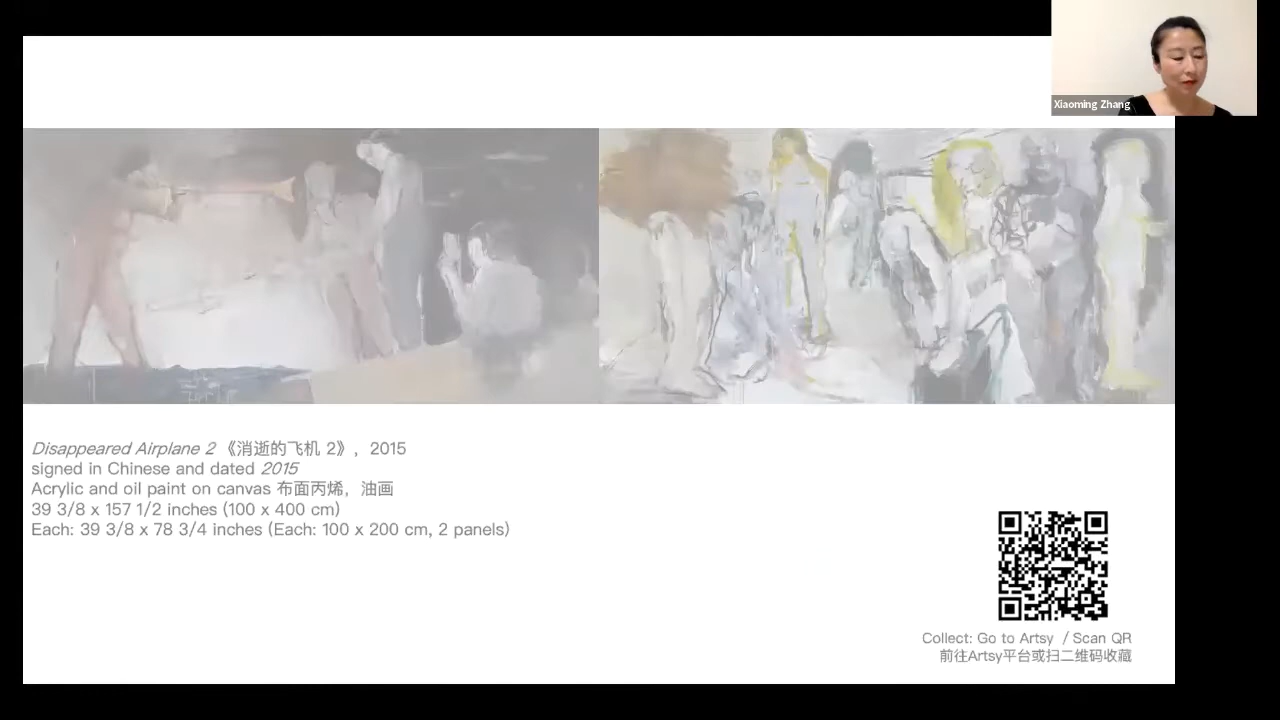 Xiaoming Zhang
Disappeared Airplane 2 《消逝的飞机 2》, 2015
signed in Chinese and dated 2015
Acrylic and oil paint on canvas 布面丙烯，油画
39 3/8 x 157 1/2 inches (100 x 400 cm)
Each: 39 3/8 x 78 3/4 inches (Each: 100 x 200 cm, 2 panels)
Collect: Go to Artsy / Scan QR
前往Artsy平台或扫二维码收藏